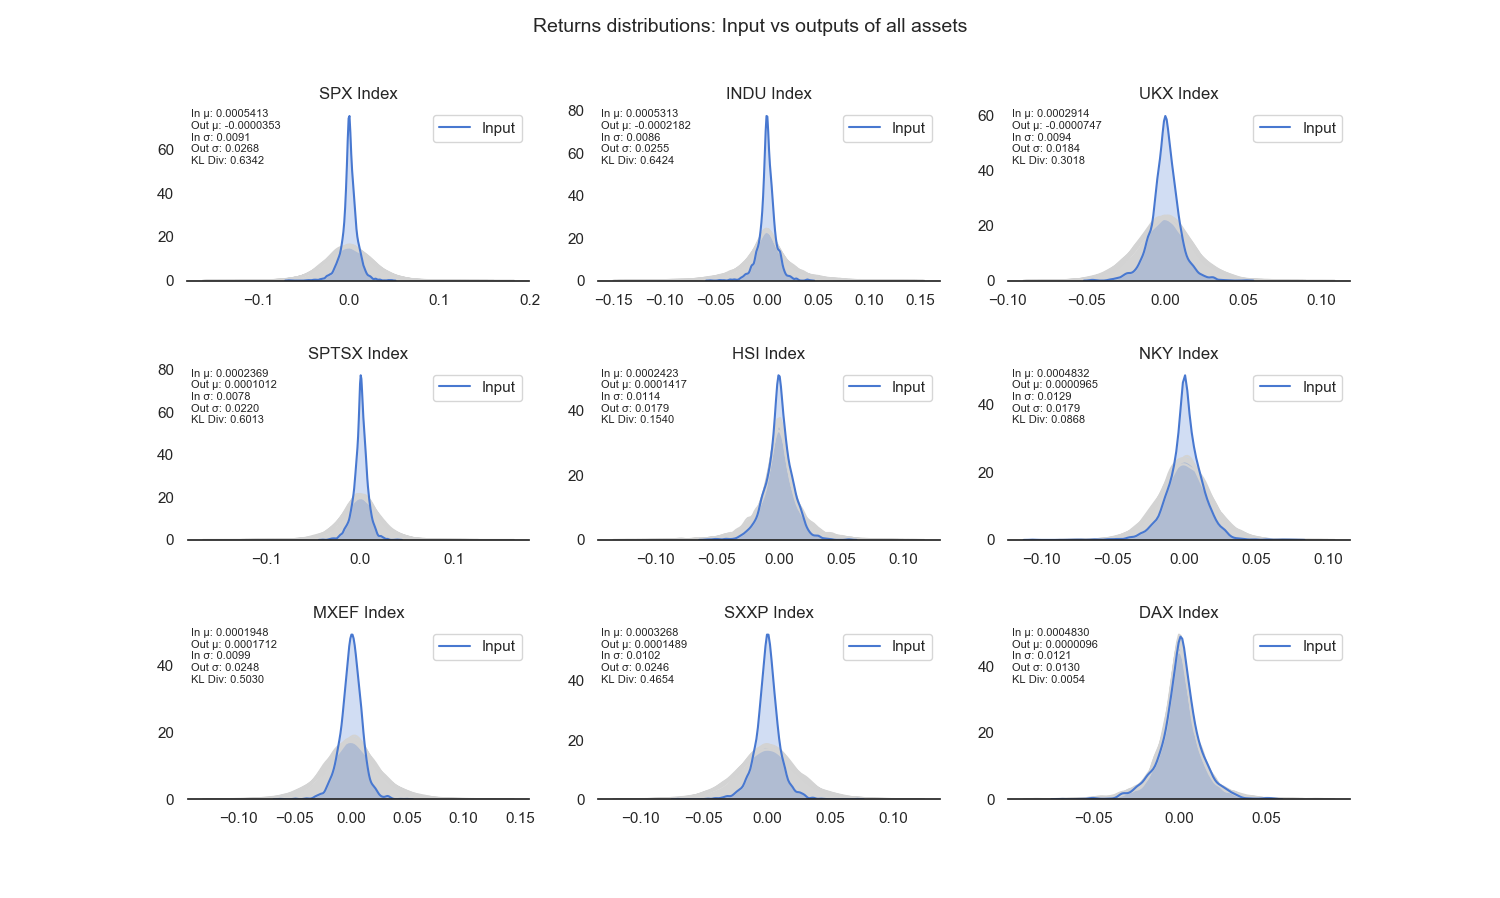 Returns distributions: Input vs outputs of all assets
SPX Index
In μ: 0.0005413
Out μ: -0.0000353
In σ: 0.0091
Out σ: 0.0268
KL Div: 0.6342
Input
60
40
20
0
−0.1
0.0
0.1
0.2
INDU Index
In μ: 0.0005313
Out μ: -0.0002182
In σ: 0.0086
Out σ: 0.0255
KL Div: 0.6424
Input
80
60
40
20
0
−0.15
−0.10
−0.05
0.00
0.05
0.10
0.15
UKX Index
In μ: 0.0002914
Out μ: -0.0000747
In σ: 0.0094
Out σ: 0.0184
KL Div: 0.3018
Input
60
40
20
0
−0.10
−0.05
0.00
0.05
0.10
SPTSX Index
In μ: 0.0002369
Out μ: 0.0001012
In σ: 0.0078
Out σ: 0.0220
KL Div: 0.6013
Input
80
60
40
20
0
−0.1
0.0
0.1
HSI Index
In μ: 0.0002423
Out μ: 0.0001417
In σ: 0.0114
Out σ: 0.0179
KL Div: 0.1540
Input
40
20
0
−0.10
−0.05
0.00
0.05
0.10
NKY Index
In μ: 0.0004832
Out μ: 0.0000965
In σ: 0.0129
Out σ: 0.0179
KL Div: 0.0868
Input
40
20
0
−0.10
−0.05
0.00
0.05
0.10
MXEF Index
In μ: 0.0001948
Out μ: 0.0001712
In σ: 0.0099
Out σ: 0.0248
KL Div: 0.5030
Input
40
20
0
−0.10
−0.05
0.00
0.05
0.10
0.15
SXXP Index
In μ: 0.0003268
Out μ: 0.0001489
In σ: 0.0102
Out σ: 0.0246
KL Div: 0.4654
Input
40
20
0
−0.10
−0.05
0.00
0.05
0.10
DAX Index
In μ: 0.0004830
Out μ: 0.0000096
In σ: 0.0121
Out σ: 0.0130
KL Div: 0.0054
Input
40
20
0
−0.05
0.00
0.05